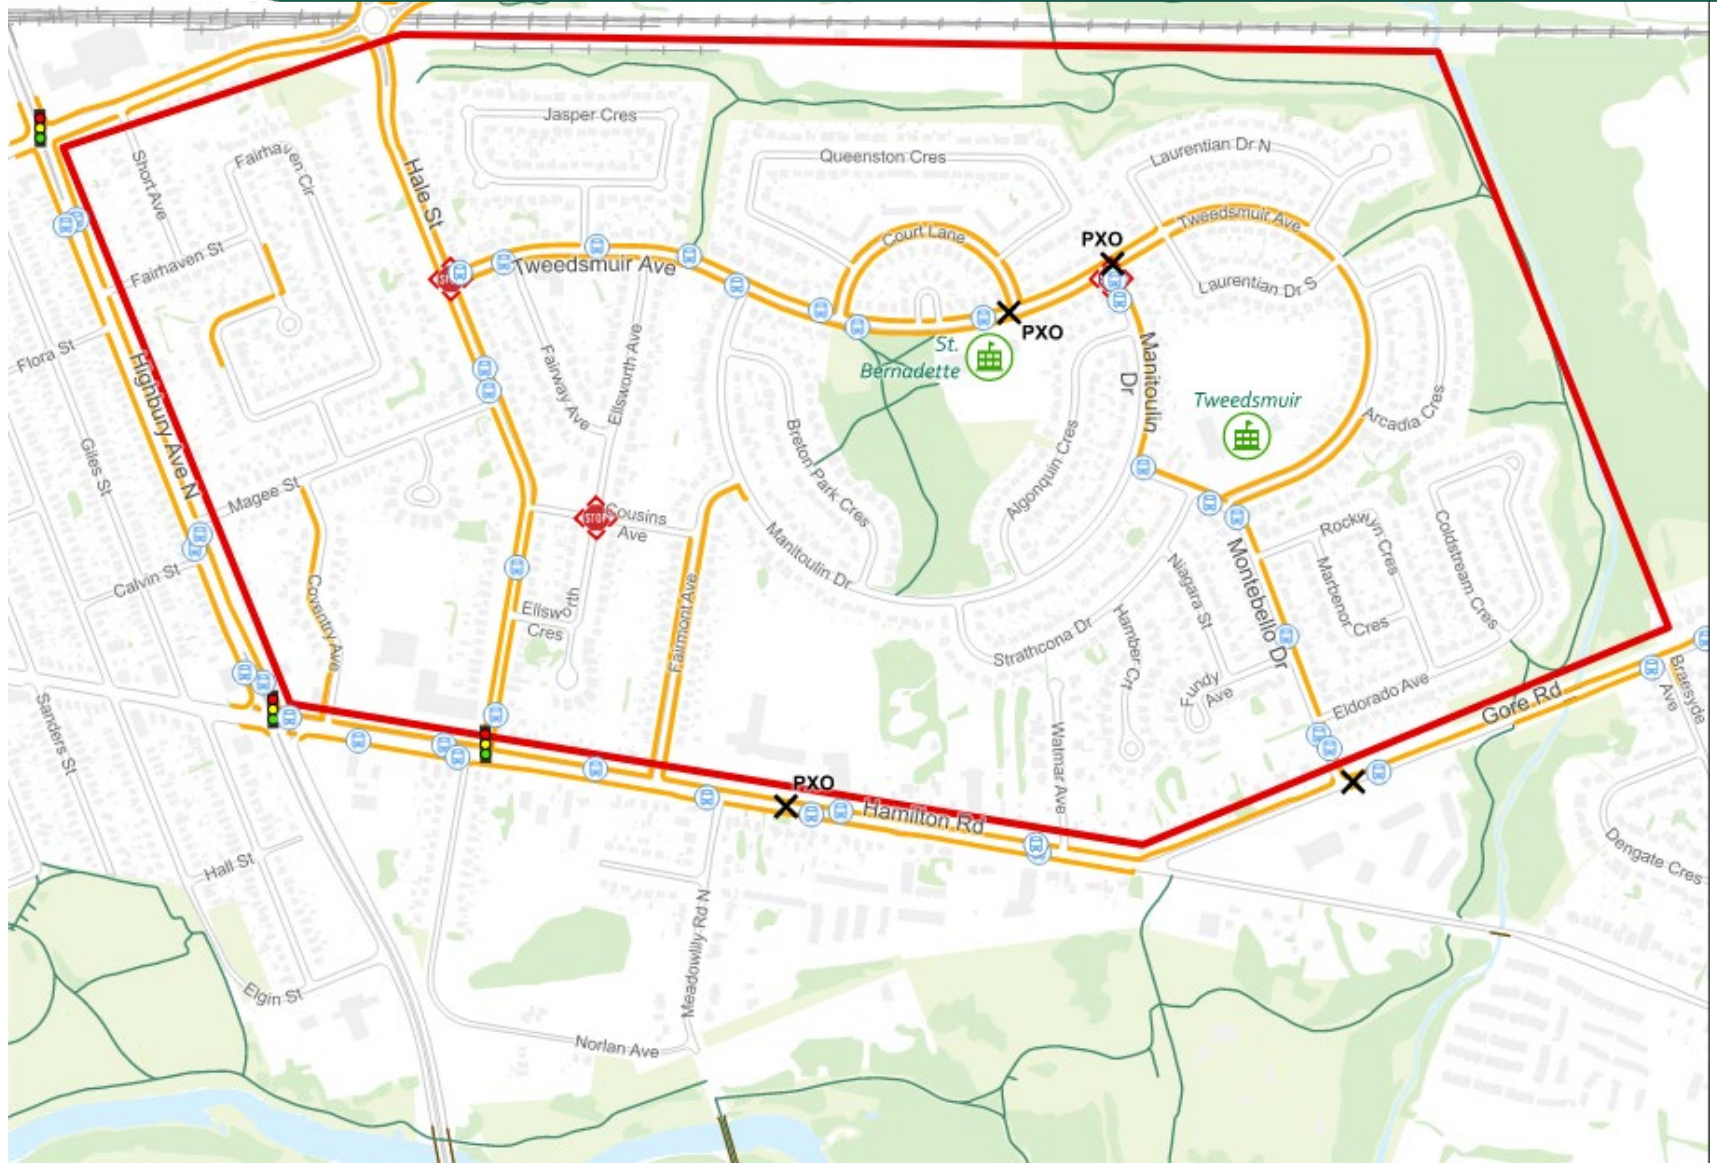 Jasper Cres
Short Ave
Fairhaven Cir
Hale St
Queenston Cres
Laurentian Dr N
Tweedsmuir Ave
Court Lane
PXO
Fairhaven St
STOP
Tweedsmuir Ave
Laurentian Dr S
PXO
Flora St
Highbury Ave N
Fairway Ave
Ellsworth Ave
St.
Bernadette
Manitoulin
Dr
Tweedsmuir
Arcadia Cres
Giles St
Magee St
Breton Park Cres
Algonquin Cres
STOP
Cousins
Ave
Manitoulin Dr
Rockwyn Cres
Coldstream Cres
Calvin St
Coventry Ave
Ellsworth
Cres
Fairmont Ave
Niagara St
Montebello Dr
Marbenor Cres
Strathcona Dr
Hamber Crt
Fundy
Ave
Eldorado Ave
Gore Rd
Braesyde
Ave
Sanders St
Watmar Ave
PXO
Hamilton Rd
Dengate Cres
Hall St
Meadowlily Rd N
Elgin St
Norlan Ave